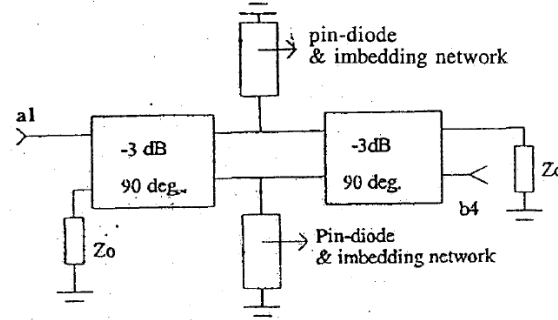 pin-diode
& imbedding network
a1
-3 dB
90 deg.
-3dB
90 deg.
Zo
b4
Zo
Pin-diode
& imbedding network